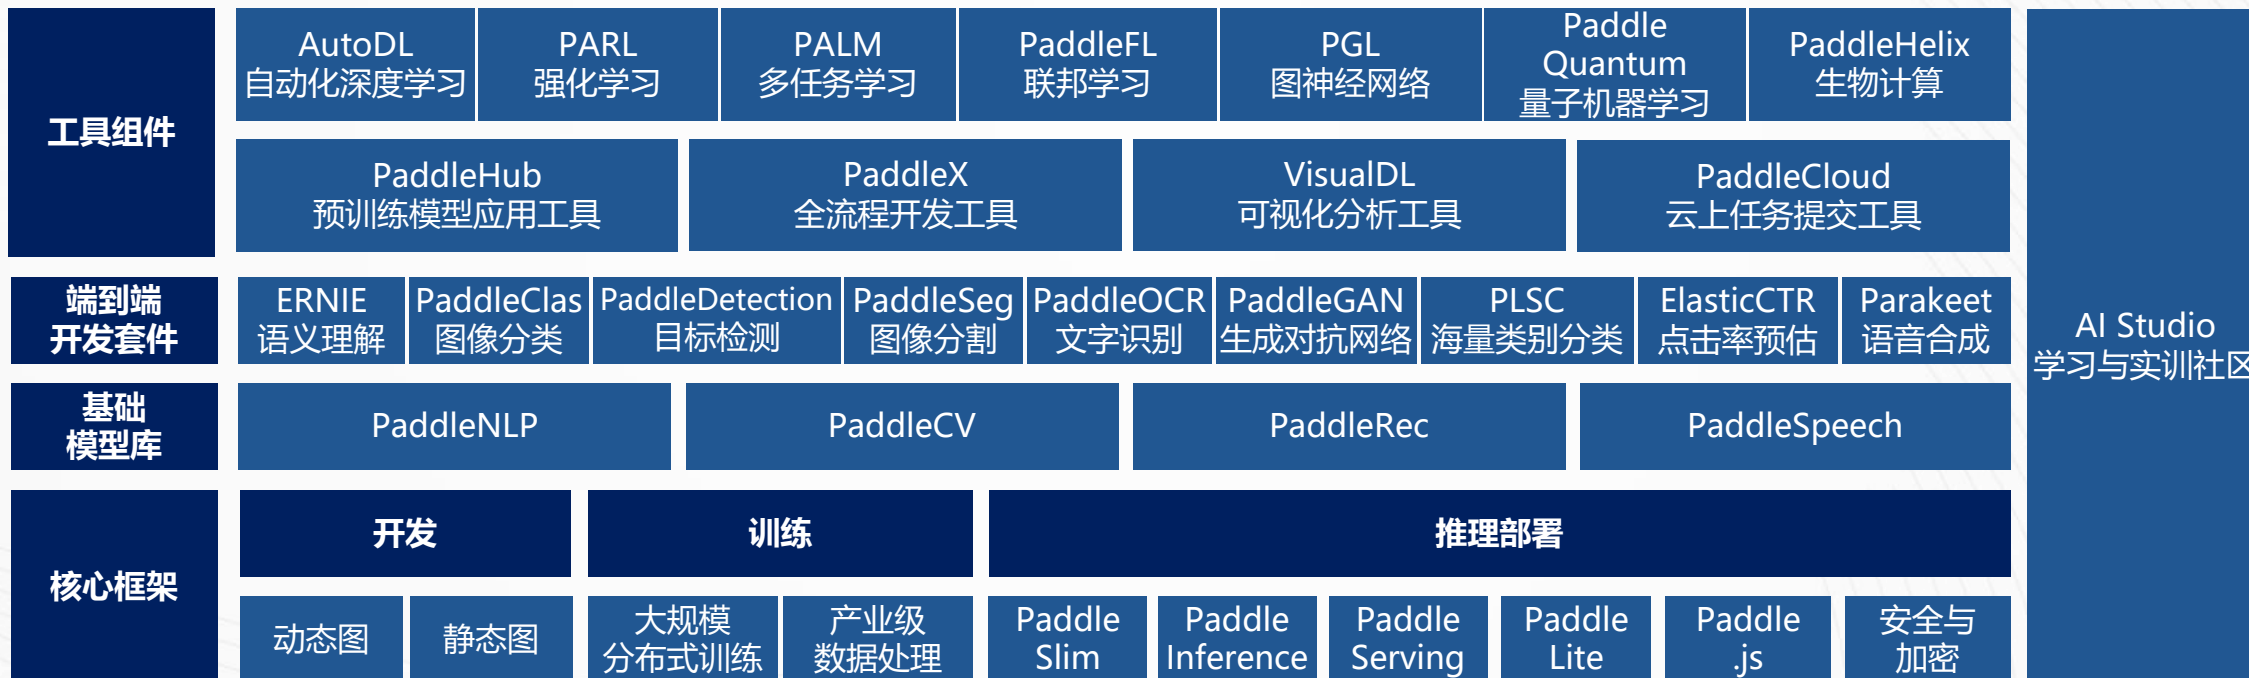 工具组件
AutoDL
自动化深度学习
PARL
强化学习
PALM
多任务学习
PaddleFL
联邦学习
PGL
图神经网络
Paddle
Quantum
量子机器学习
PaddleHelix
生物计算
PaddleHub
预训练模型应用工具
PaddleX
全流程开发工具
VisualDL
可视化分析工具
PaddleCloud
云上任务提交工具
端到端
开发套件
ERNIE
语义理解
PaddleClas
图像分类
PaddleDetection
目标检测
PaddleSeg
图像分割
PaddleOCR
文字识别
PaddleGAN
生成对抗网络
PLSC
海量类别分类
ElasticCTR
点击率预估
Parakeet
语音合成
基础
模型库
PaddleNLP
PaddleCV
PaddleRec
PaddleSpeech
核心框架
开发
训练
推理部署
动态图
静态图
大规模
分布式训练
产业级
数据处理
Paddle
Slim
Paddle
Inference
Paddle
Serving
Paddle
Lite
Paddle
.js
安全与
加密
AI Studio
学习与实训社区